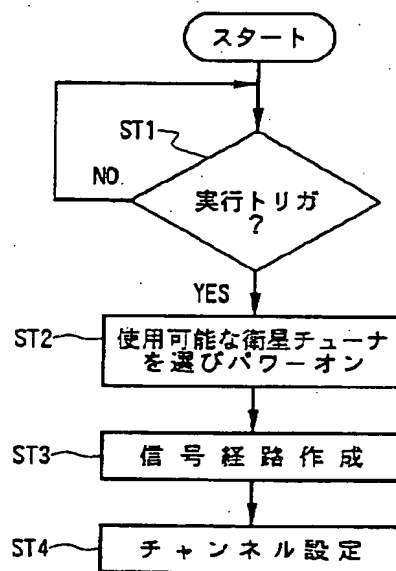 スタート
ST1
NO
実行トリガ
?
YES
ST2
使用可能な衛星チューナ
を選びパワーオン
ST3
信号経路作成
ST4
チャンネル設定